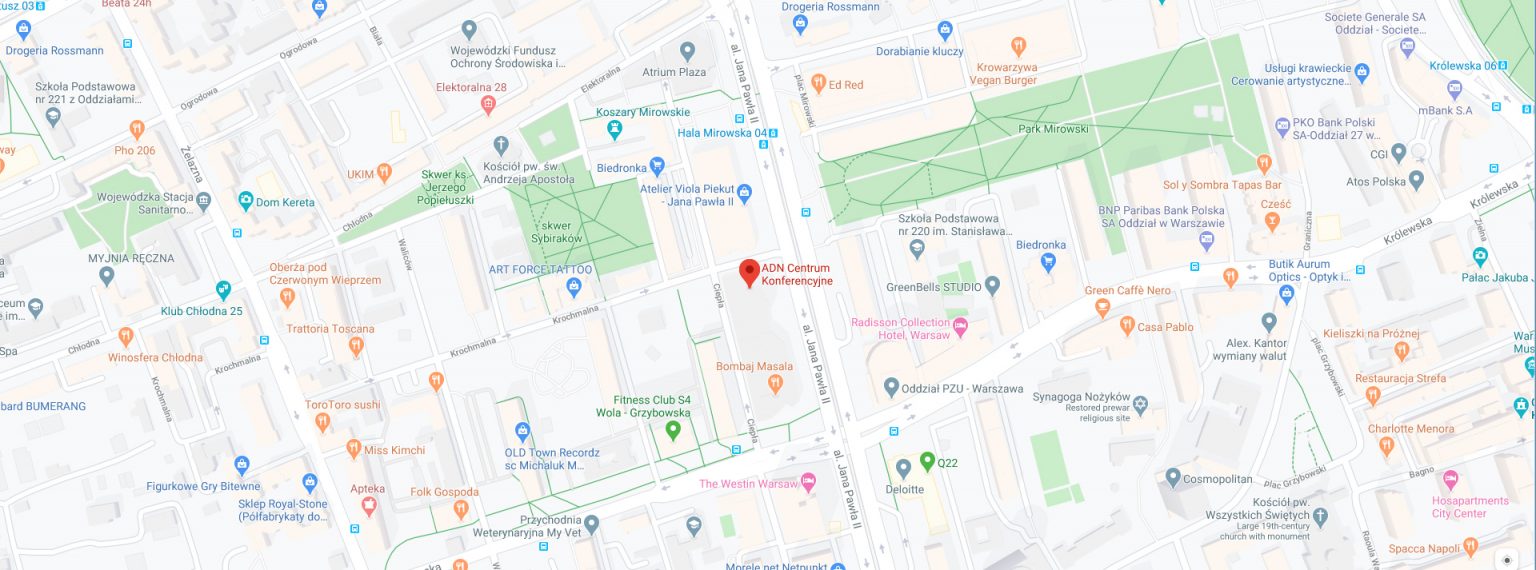 tusz 03
Beata 24h
Drogeria Rossmann
Szkoła Podstawowa
nr 221 z Oddziałami...
Ogrodowa
Biała
Ogrodowa
Elektoralna
Wojewódzki Fundusz
Ochrony Środowiska i...
Atrium Plaza
Elektoralna 28
Koszary Mirowskie
Hala Mirowska 04
Drogeria Rossmann
Dorabianie kluczy
Krowarzywa
Vegan Burger
Ed Red
plac Mirowski
al. Jana Pawła II
Park Mirowski
Societe Generale SA
Oddział - Societe...
Usługi krawieckie
Cerowanie artystyczne...
Królewska 06
mBank S.A
PKO Bank Polski
SA-Oddział 27 w...
CGI
Atos Polska
Pho 206
way
Żelazna
UKIM
Kościół pw. św.
Andrzeja Apostoła
Biedronka
Skwer ks.
Jerzego
Popiełuszki
Atelier Viola Piekut
- Jana Pawła II
Wojewódzka Stacja
Sanitarno...
Dom Kereta
Chłodna
skwer
Sybiraków
Sol y Sombra Tapas Bar
Cześć
BNP Paribas Bank Polska
SA Oddział w Warszawie
Szkoła Podstawowa
nr 220 im. Stanisława...
Biedronka
Królewska
Królewska
Graniczna
Zielna
MYJNIA RĘCZNA
Waliców
Oberża pod
Czerwonym Wieprzem
ART FORCE TATTOO
ADN Centrum
Konferencyjne
GreenBells STUDIO
Butik Aurum
Optics - Optyk i...
Pałac Jakuba
Green Caffè Nero
Klub Chłodna 25
Ciepła
Krochmalna
Trattoria Toscana
Radisson Collection
Hotel, Warsaw
Casa Pablo
Alex. Kantor
wymiany walut
Kieliszki na Próżnej
Spa
Chłodna
Winosfera Chłodna
Krochmalna
Krochmalna
Krochmalna
Bombaj Masala
al. Jana Pawła II
Oddział PZU - Warszawa
plac Grzybowski
Restauracja Strefa
Synagoga Nożyków
Restored prewar
religious site
bard BUMERANG
ToroToro sushi
Fitness Club S4
Wola - Grzybowska
Ciepła
Charlotte Menora
Miss Kimchi
OLD Town Recordz
sc Michaluk M...
Q22
Deloitte
The Westin Warsaw
al. Jana Pawła II
Cosmopolitan
plac Grzybowski
Bagno
Figurkowe Gry Bitewne
Sklep Royal-Stone
(Półfabrykaty do...
Apteka
Folk Gospoda
Przychodnia
Weterynaryjna My Vet
Kościół pw.
Wszystkich Świętych
Large 19th-century
church with monument
Hosapartments
City Center
Spacca Napoli
Morele.net Netpunkt